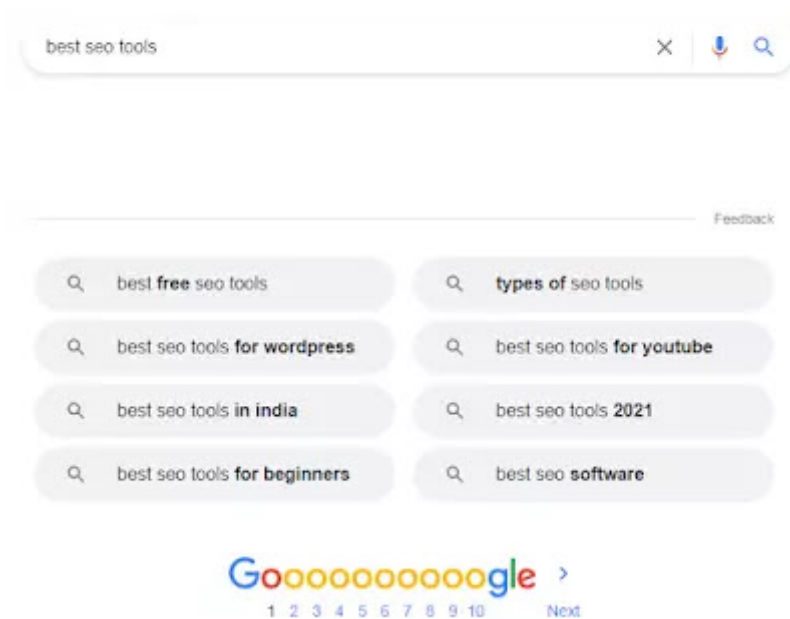 best seo tools
Feedback
best free seo tools
types of seo tools
best seo tools for wordpress
best seo tools for youtube
best seo tools in india
best seo tools 2021
best seo tools for beginners
best seo software
Goooooooooogle >
1 2 3 4 5 6 7 8 9 10 Next